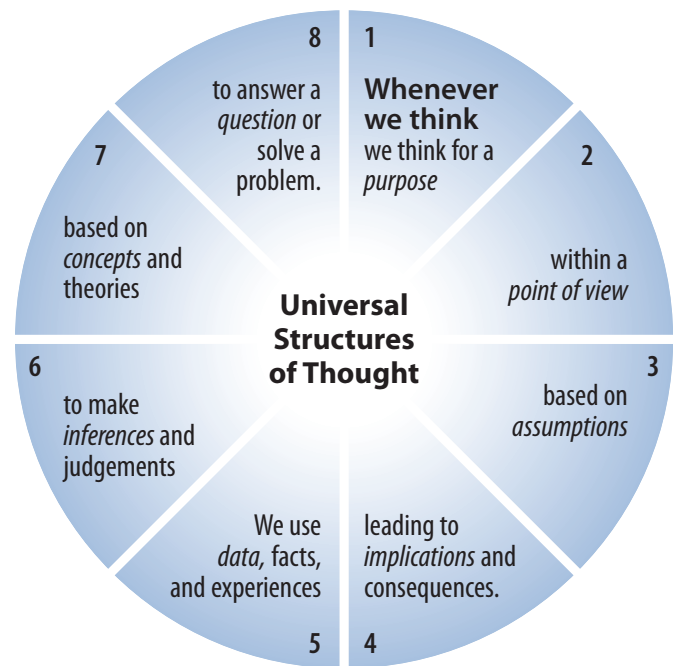 8
to answer a
question or
solve a
problem.
1
Whenever
we think
we think for a
purpose
2
within a
point of view
3
based on
assumptions
4
leading to
implications and
consequences.
5
We use
data, facts,
and experiences
6
to make
inferences and
judgements
7
based on
concepts and
theories
Universal
Structures
of Thought